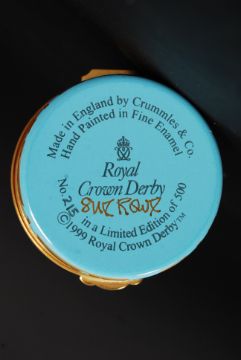 Made in England by Crummles & Co.
Hand Painted in Fine Enamel
Royal
Crown Derby
No. 215 in a Limited Edition of 500
©1999 Royal Crown Derby™